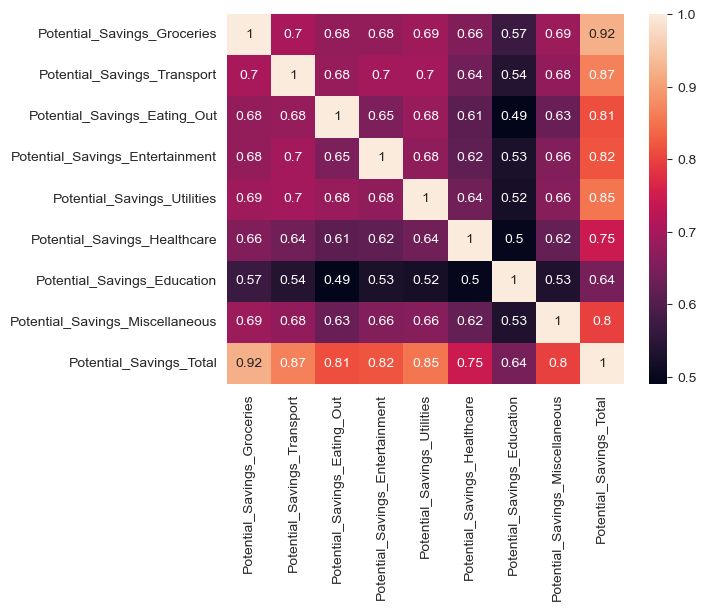 Potential_Savings_Groceries 1 0.7 0.68 0.68 0.69 0.66 0.57 0.69 0.92
Potential_Savings_Transport 0.7 1 0.68 0.7 0.7 0.64 0.54 0.68 0.87
Potential_Savings_Eating_Out 0.68 0.68 1 0.65 0.68 0.61 0.49 0.63 0.81
Potential_Savings_Entertainment 0.68 0.7 0.65 1 0.68 0.62 0.53 0.66 0.82
Potential_Savings_Utilities 0.69 0.7 0.68 0.68 1 0.64 0.52 0.66 0.85
Potential_Savings_Healthcare 0.66 0.64 0.61 0.62 0.64 1 0.5 0.62 0.75
Potential_Savings_Education 0.57 0.54 0.49 0.53 0.52 0.5 1 0.53 0.64
Potential_Savings_Miscellaneous 0.69 0.68 0.63 0.66 0.66 0.62 0.53 1 0.8
Potential_Savings_Total 0.92 0.87 0.81 0.82 0.85 0.75 0.64 0.8 1
Potential_Savings_Groceries
Potential_Savings_Transport
Potential_Savings_Eating_Out
Potential_Savings_Entertainment
Potential_Savings_Utilities
Potential_Savings_Healthcare
Potential_Savings_Education
Potential_Savings_Miscellaneous
Potential_Savings_Total
1.0
0.9
0.8
0.7
0.6
0.5